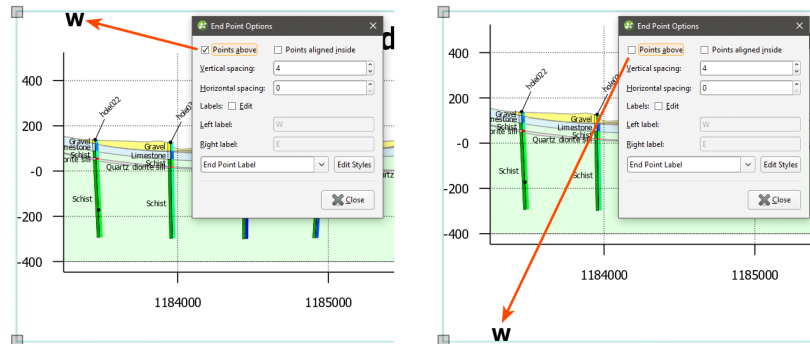 W
End Point Options
d
Points above
Points aligned inside
Vertical spacing:
4
Horizontal spacing:
0
Labels:
Edit
Left label:
W
Right label:
E
End Point Label
Edit Styles
Close
400
200
-0
-200
-400
hole022
Gravel
Schist
Schist
Gravel
Limestone
Schist
Quartz diorite sill
Schist
1184000
1185000
End Point Options
Points above
Points aligned inside
Vertical spacing:
4
Horizontal spacing:
0
Labels:
Edit
Left label:
W
Right label:
E
End Point Label
Edit Styles
Close
400
200
-0
-200
-400
hole022
Gravel
Schist
Schist
Gravel
Limestone
Schist
Quartz diorite sill
Schist
1184000
1185000
W